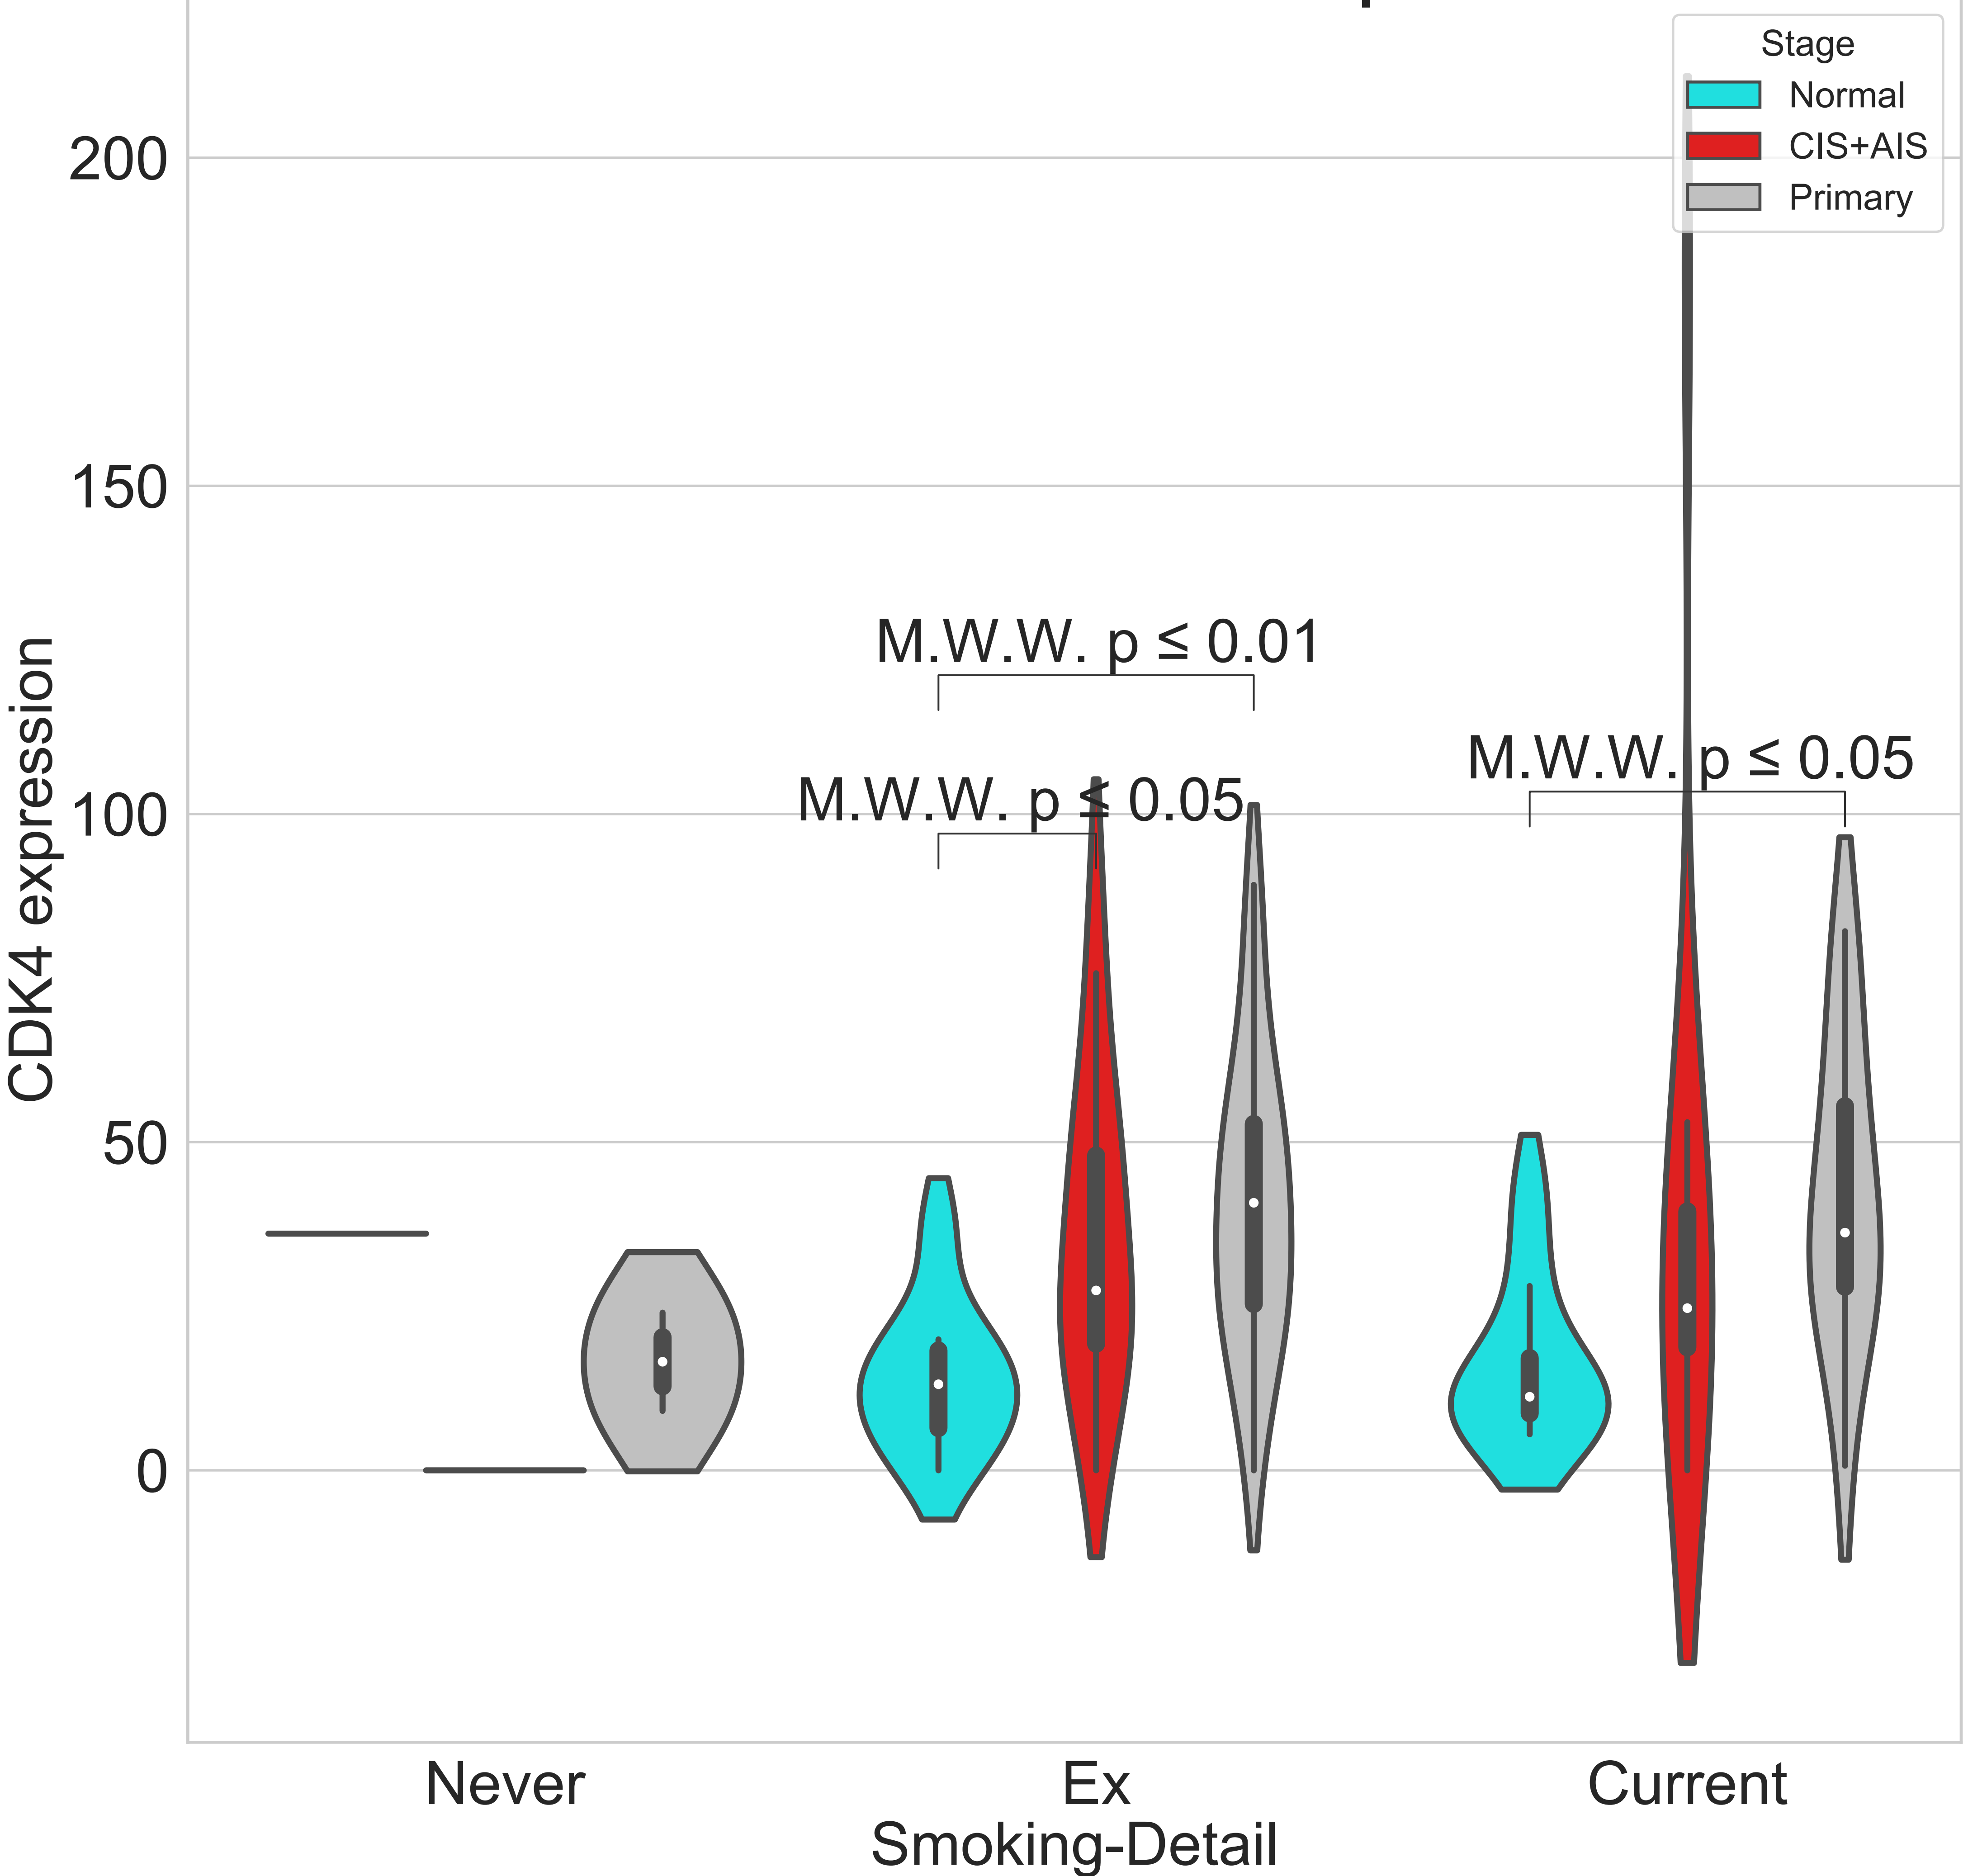 Stage
Normal
CIS+AIS
Primary
200
150
100
50
0
CDK4 expression
M.W.W. p ≤ 0.01
M.W.W. p ≤ 0.05
M.W.W. p ≤ 0.05
Never
Ex
Current
Smoking-Detail